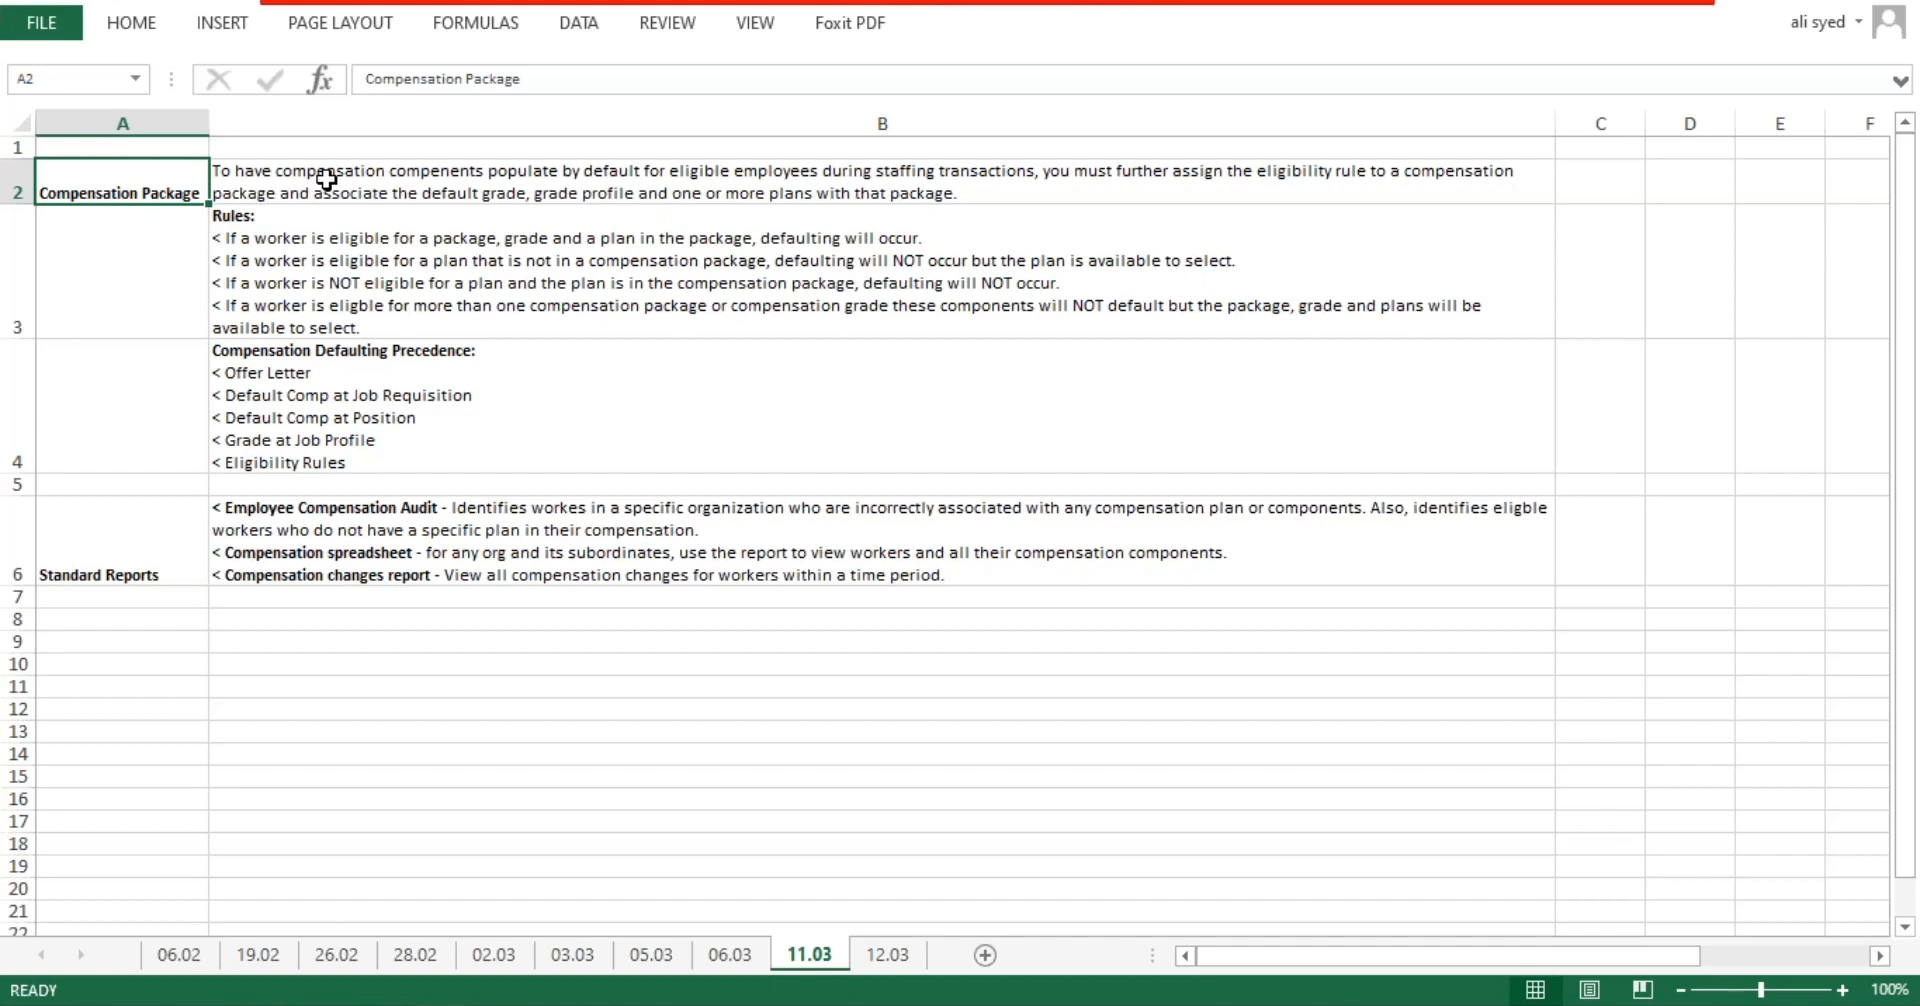 FILE HOME INSERT PAGE LAYOUT FORMULAS DATA REVIEW VIEW Foxit PDF ali syed
A2 fx Compensation Package
A B C D E F
1
To have compensation compenents populate by default for eligible employees during staffing transactions, you must further assign the eligibility rule to a compensation
2 Compensation Package package and associate the default grade, grade profile and one or more plans with that package.
Rules:
< If a worker is eligible for a package, grade and a plan in the package, defaulting will occur.
< If a worker is eligible for a plan that is not in a compensation package, defaulting will NOT occur but the plan is available to select.
< If a worker is NOT eligible for a plan and the plan is in the compensation package, defaulting will NOT occur.
< If a worker is eligble for more than one compensation package or compensation grade these components will NOT default but the package, grade and plans will be
3 available to select.
Compensation Defaulting Precedence:
< Offer Letter
< Default Comp at Job Requisition
< Default Comp at Position
< Grade at Job Profile
4 < Eligibility Rules
5
< Employee Compensation Audit - Identifies workes in a specific organization who are incorrectly associated with any compensation plan or components. Also, identifies eligble
workers who do not have a specific plan in their compensation.
< Compensation spreadsheet - for any org and its subordinates, use the report to view workers and all their compensation components.
6 Standard Reports < Compensation changes report - View all compensation changes for workers within a time period.
7
8
9
10
11
12
13
14
15
16
17
18
19
20
21
22
06.02 19.02 26.02 28.02 02.03 03.03 05.03 06.03 11.03 12.03
READY 100%